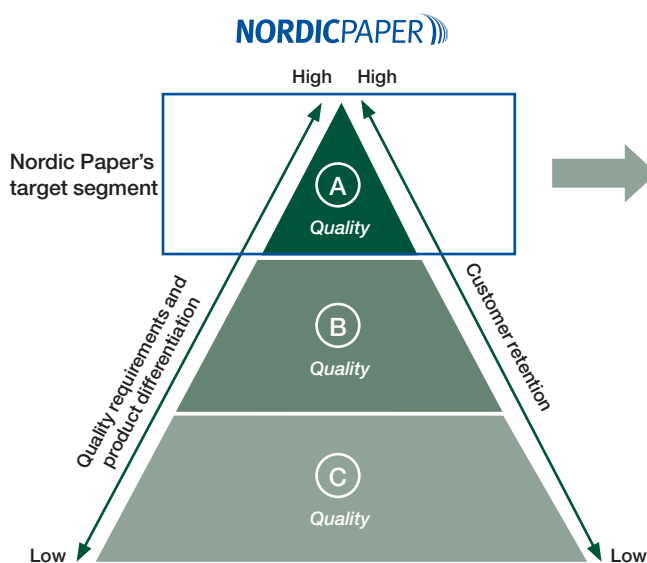 NORDICPAPER
High High
Nordic Paper's
target segment
A
Quality
B
Quality
C
Quality
Quality requirements and
product differentiation
Customer retention
Low Low